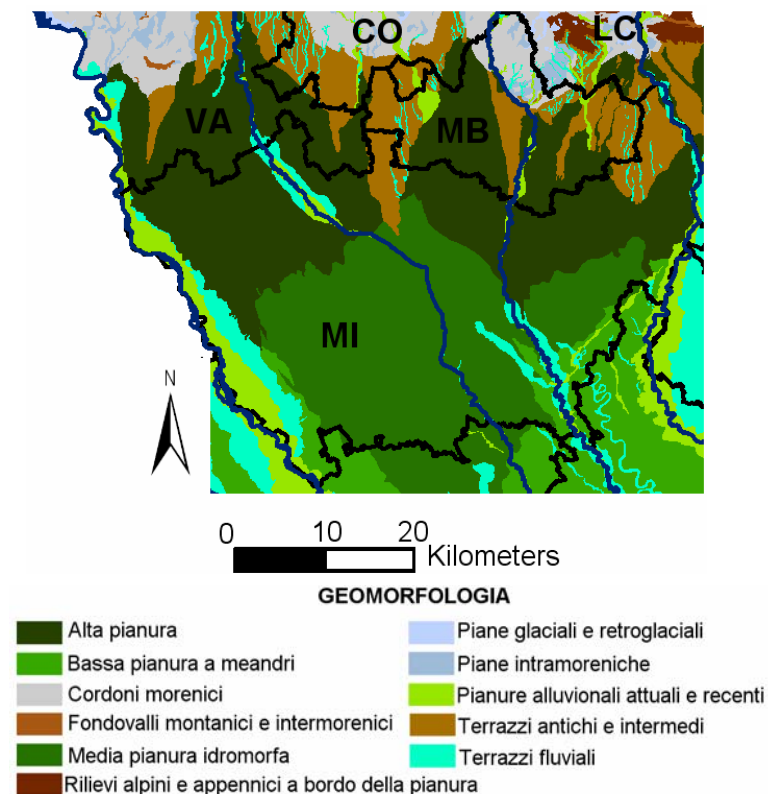 CO
LC
VA
MB
MI
N
0 10 20
Kilometers
GEOMORFOLOGIA
Alta pianura
Bassa pianura a meandri
Cordoni morenici
Fondovalli montanici e intermorenici
Media pianura idromorfa
Rilievi alpini e appennici a bordo della pianura
Piane glaciali e retroglaciali
Piane intramoreniche
Pianure alluvionali attuali e recenti
Terrazzi antichi e intermedi
Terrazzi fluviali